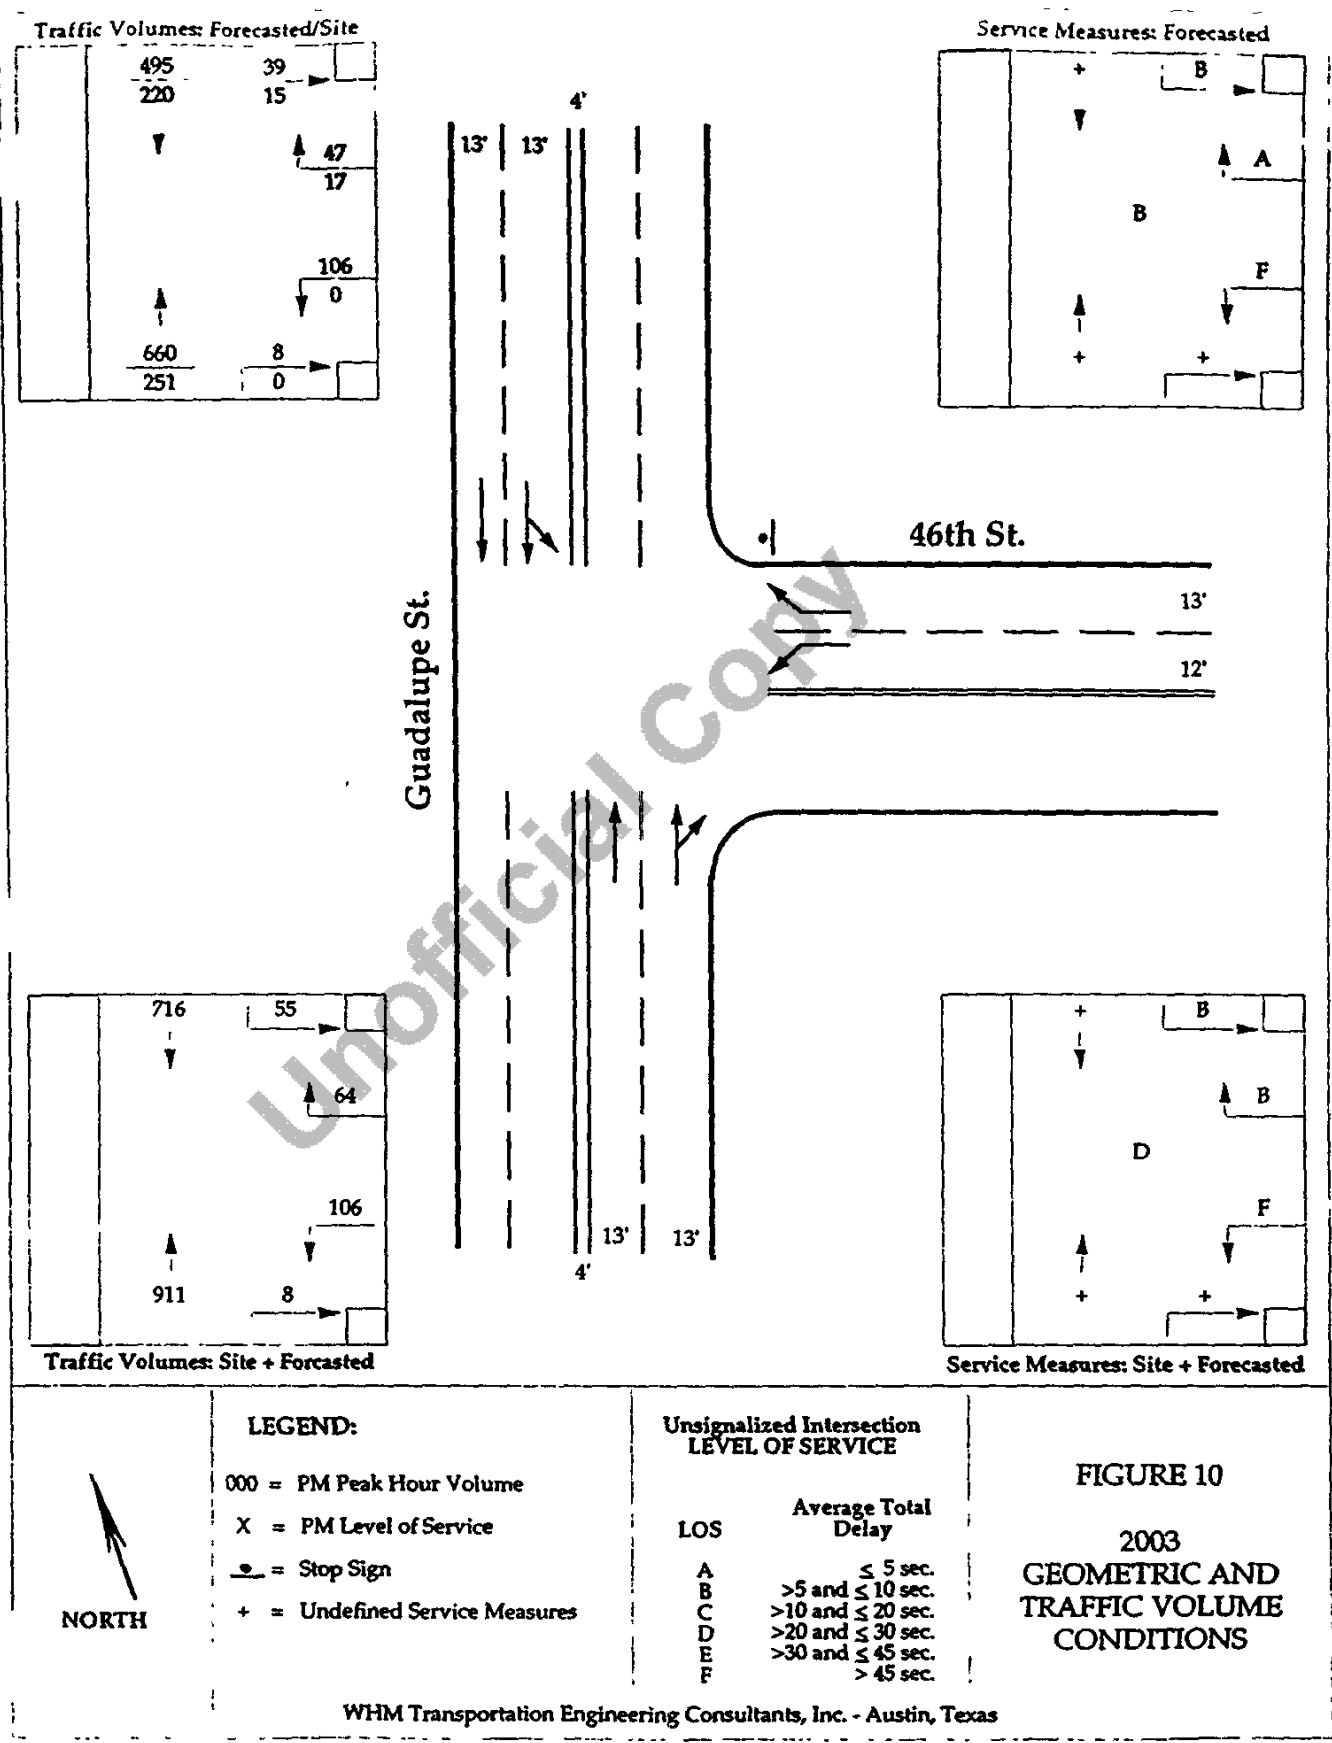 Traffic Volumes: Forecasted/Site
495
220
39
15
47
17
106
0
660
251
8
0
Service Measures: Forecasted
+
B
A
B
F
+
+
4'
13'
13'
46th St.
13'
12'
Guadalupe St.
Unofficial Copy
13'
13'
4'
716
55
64
106
911
8
Traffic Volumes: Site + Forcasted
+
B
B
D
F
+
+
Service Measures: Site + Forecasted
NORTH
LEGEND:
000 = PM Peak Hour Volume
X = PM Level of Service
= Stop Sign
+ = Undefined Service Measures
Unsignalized Intersection
LEVEL OF SERVICE
Average Total
LOS Delay
A ≤ 5 sec.
B >5 and ≤ 10 sec.
C >10 and ≤ 20 sec.
D >20 and ≤ 30 sec.
E >30 and ≤ 45 sec.
F > 45 sec.
FIGURE 10
2003
GEOMETRIC AND
TRAFFIC VOLUME
CONDITIONS
WHM Transportation Engineering Consultants, Inc. - Austin, Texas